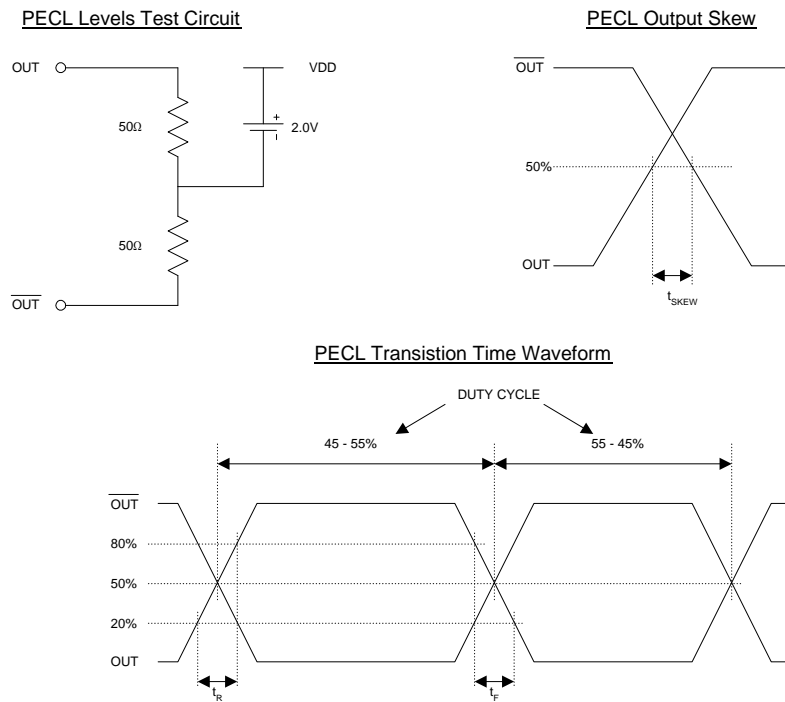 PECL Levels Test Circuit
OUT
VDD
50Ω
+
2.0V
-
50Ω
OUT
PECL Output Skew
OUT
50%
OUT
tSKEW
PECL Transistion Time Waveform
DUTY CYCLE
45 - 55%
55 - 45%
OUT
80%
50%
20%
OUT
tR
tF